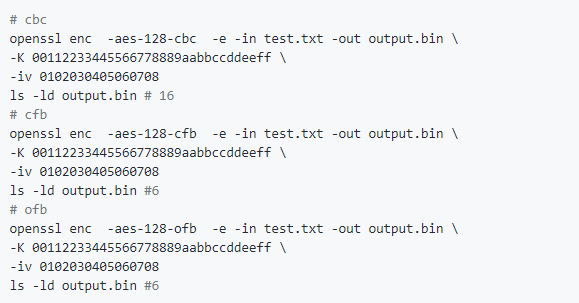 # cbc
openssl enc  -aes-128-cbc  -e -in test.txt -out output.bin \
-K 00112233445566778889aabbccddeeff \
-iv 0102030405060708
ls -ld output.bin # 16
# cfb
openssl enc  -aes-128-cfb  -e -in test.txt -out output.bin \
-K 00112233445566778889aabbccddeeff \
-iv 0102030405060708
ls -ld output.bin #6
# ofb
openssl enc  -aes-128-ofb  -e -in test.txt -out output.bin \
-K 00112233445566778889aabbccddeeff \
-iv 0102030405060708
ls -ld output.bin #6